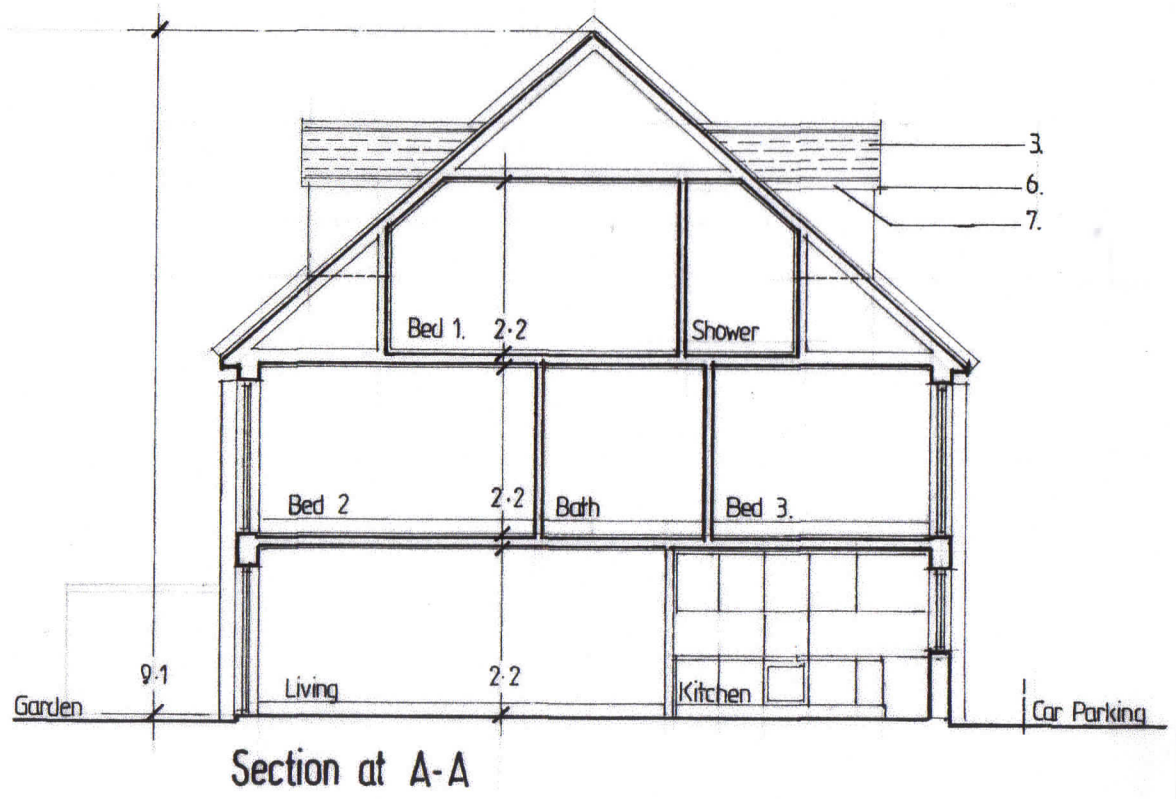 3.
6.
7.
Bed 1. 2·2 Shower
Bed 2 2·2 Bath Bed 3.
9·1 Living 2·2 Kitchen
Garden Car Parking
Section at A-A